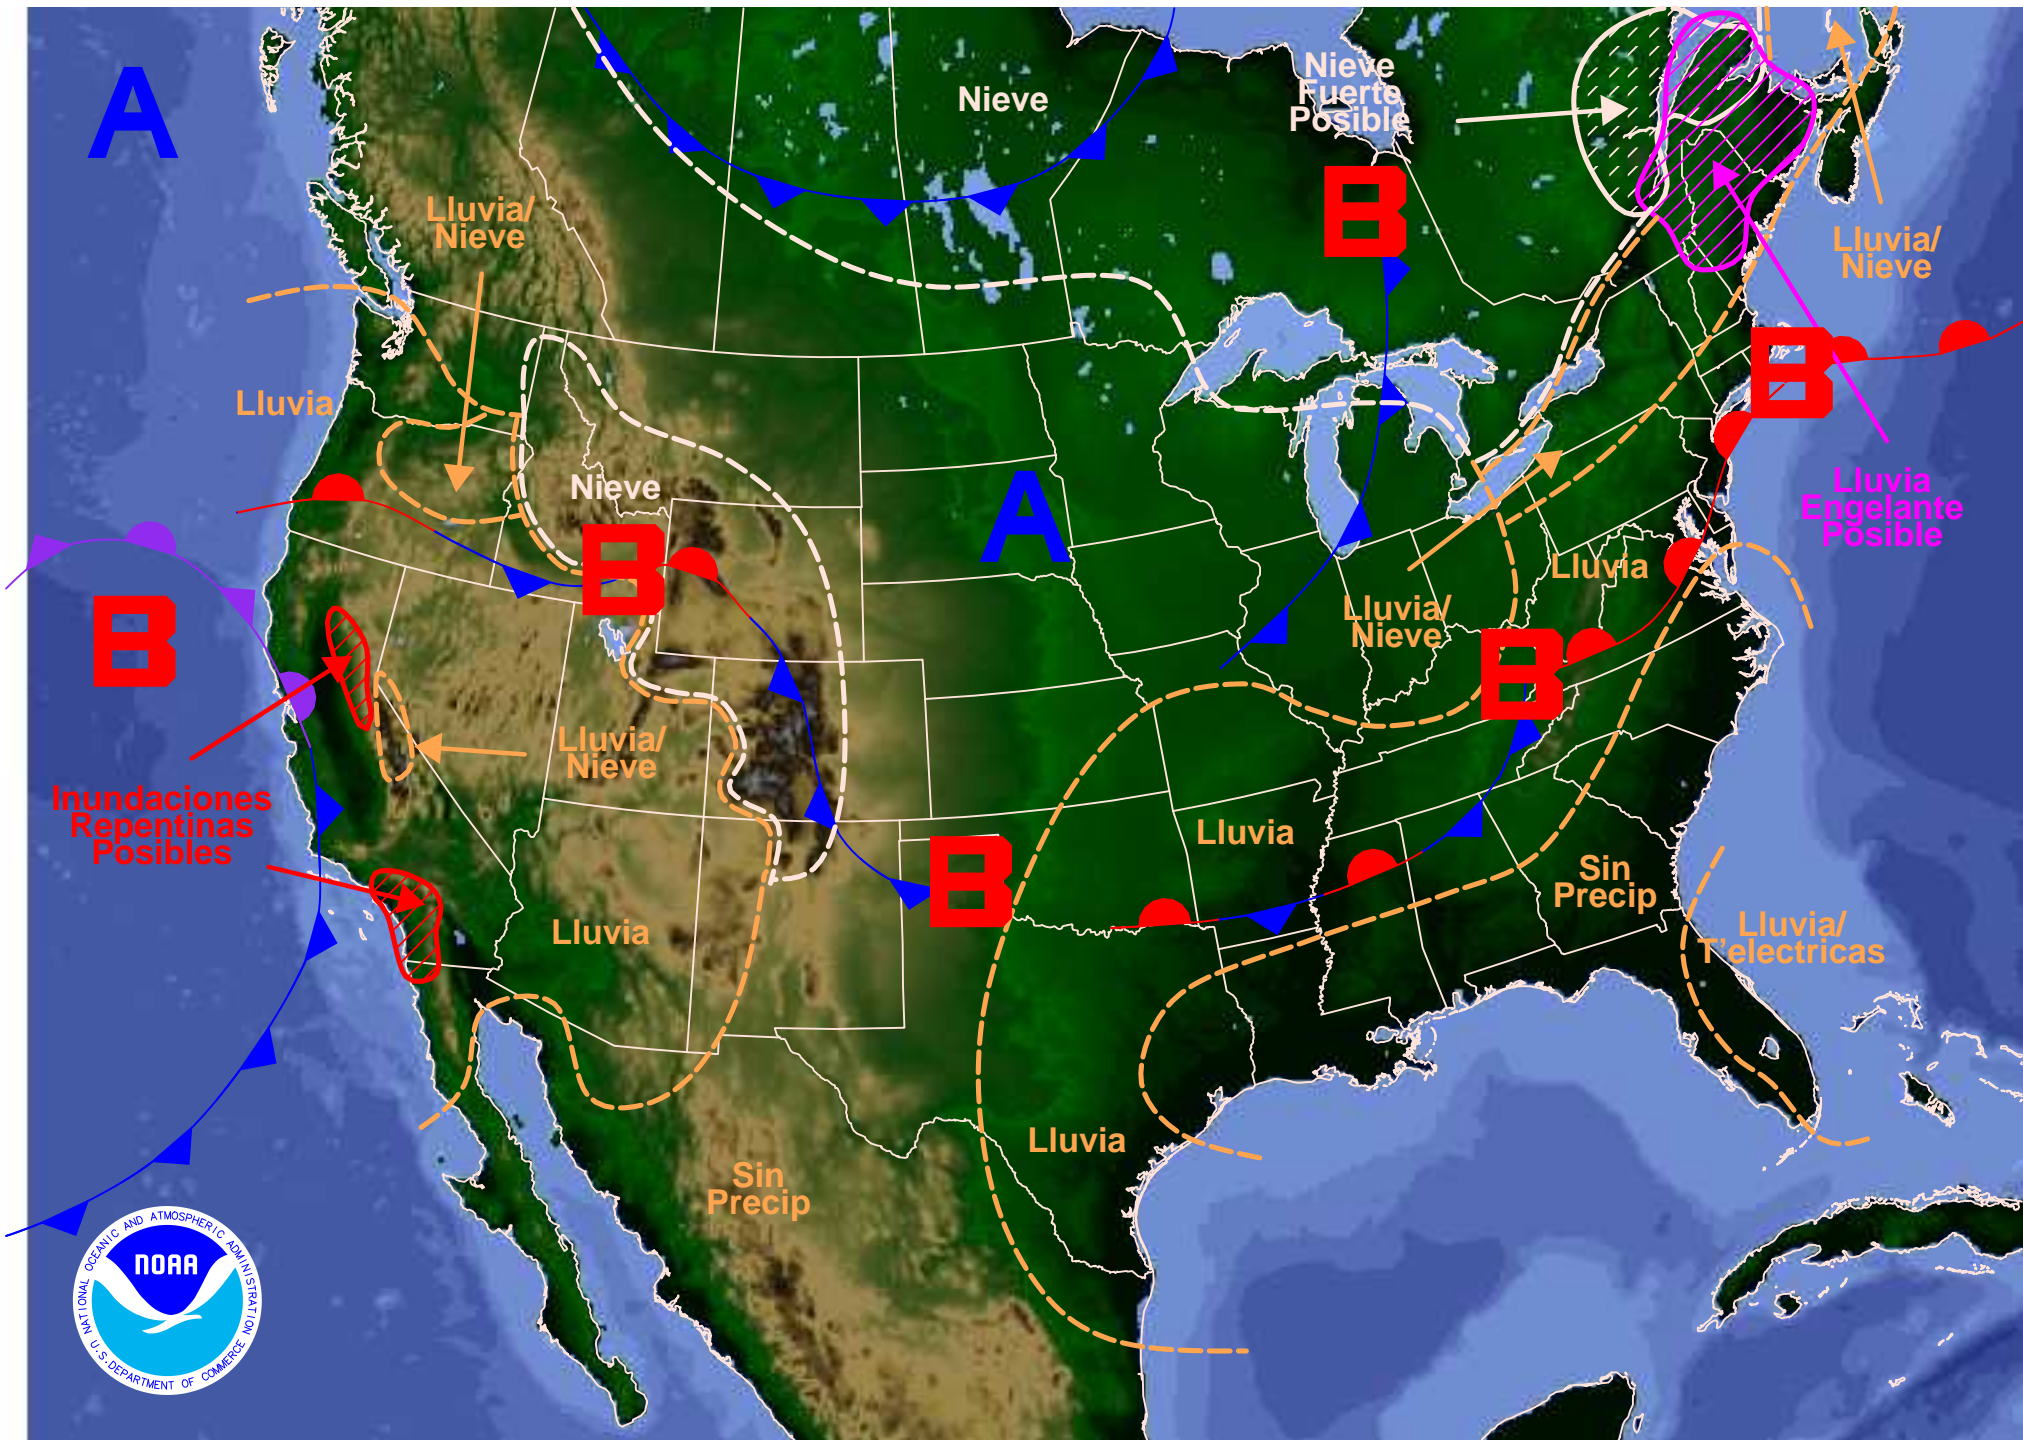 A
Nieve
Nieve
Fuerte
Posible
B
Lluvia/
Nieve
Lluvia/
Nieve
B
Lluvia
Nieve
A
Lluvia
Engelante
Posible
B
B
Lluvia
Lluvia/
Nieve
B
Lluvia/
Nieve
Inundaciones
Repentinas
Posibles
Lluvia
B
Sin
Precip
Lluvia
Lluvia/
T'electricas
Lluvia
Sin
Precip
NATIONAL OCEANIC AND ATMOSPHERIC ADMINISTRATION
NOAA
U.S. DEPARTMENT OF COMMERCE